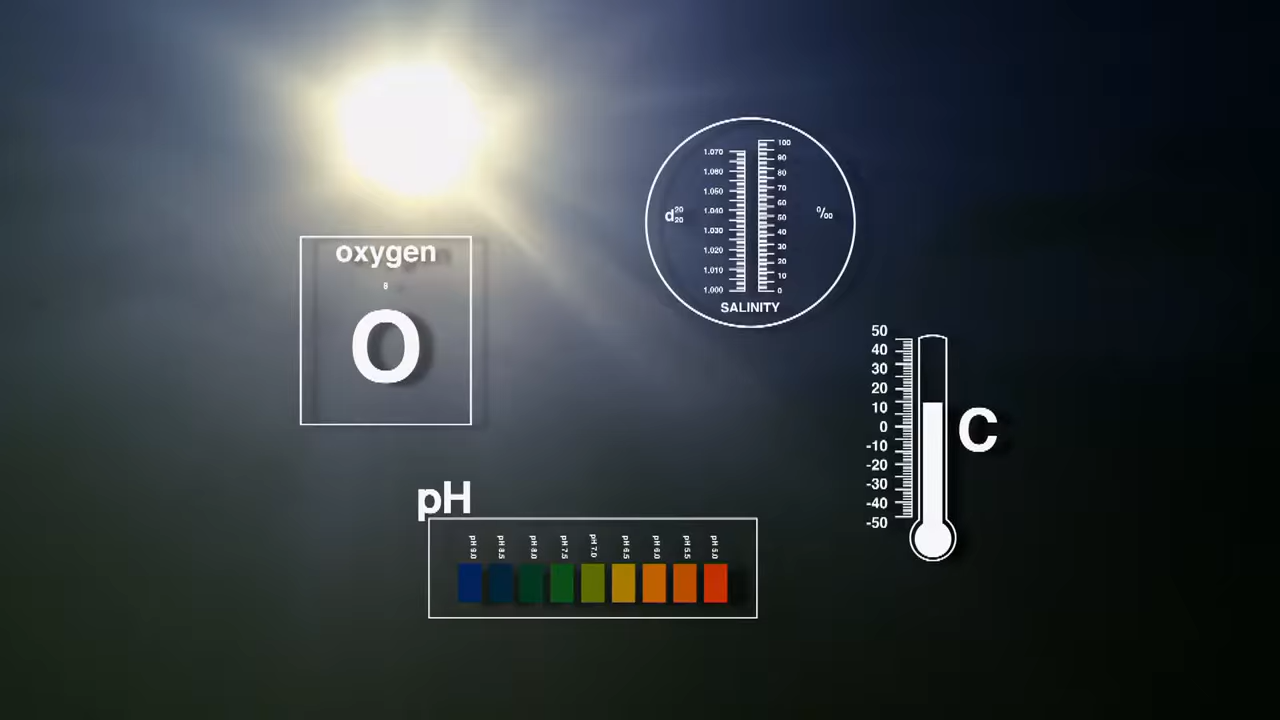 oxygen
8
O
1.070
1.060
1.050
1.040
1.030
1.020
1.010
1.000
d20/20
100
90
80
70
60
50
40
30
20
10
0
‰
SALINITY
50
40
30
20
10
0
-10
-20
-30
-40
-50
C
pH
pH 9.0
pH 8.5
pH 8.0
pH 7.5
pH 7.0
pH 6.5
pH 6.0
pH 5.5
pH 5.0